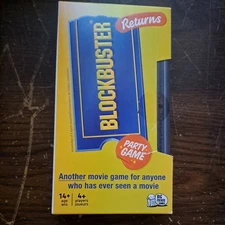 Returns
BLOCKBUSTER
PARTY
GAME
Another movie game for anyone
who has ever seen a movie
14+ 4+